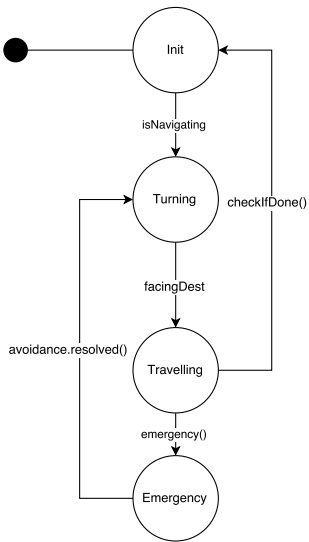 Init
isNavigating
Turning
checkIfDone()
facingDest
avoidance.resolved()
Travelling
emergency()
Emergency